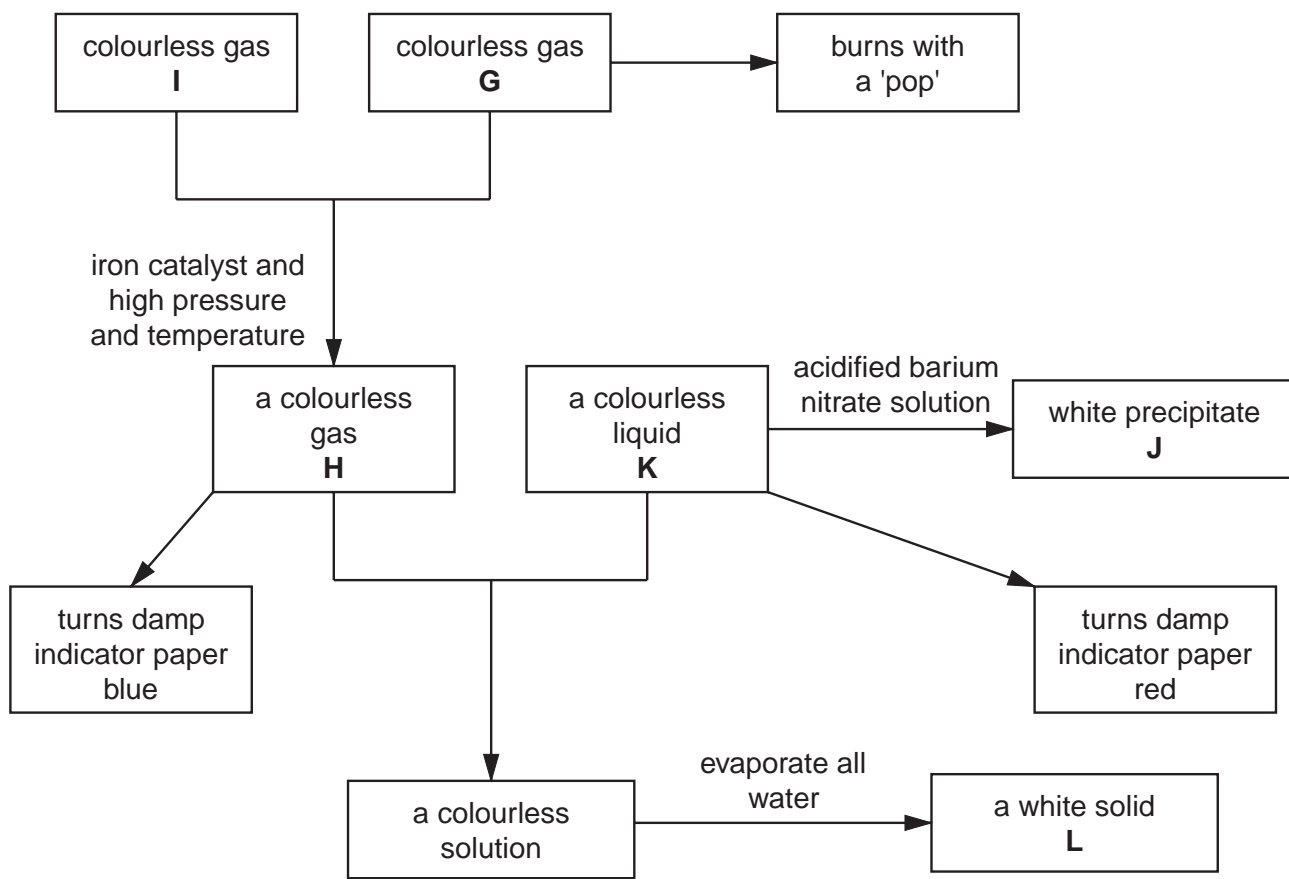 colourless gas
I
colourless gas
G
burns with
a 'pop'
iron catalyst and
high pressure
and temperature
a colourless
gas
H
a colourless
liquid
K
acidified barium
nitrate solution
white precipitate
J
turns damp
indicator paper
blue
turns damp
indicator paper
red
a colourless
solution
evaporate all
water
a white solid
L